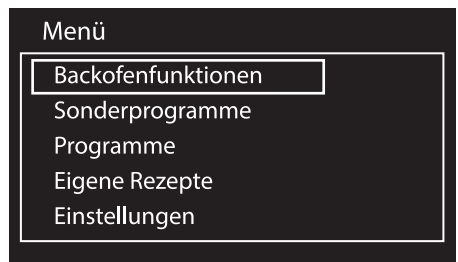 Menü
Backofenfunktionen
Sonderprogramme
Programme
Eigene Rezepte
Einstellungen